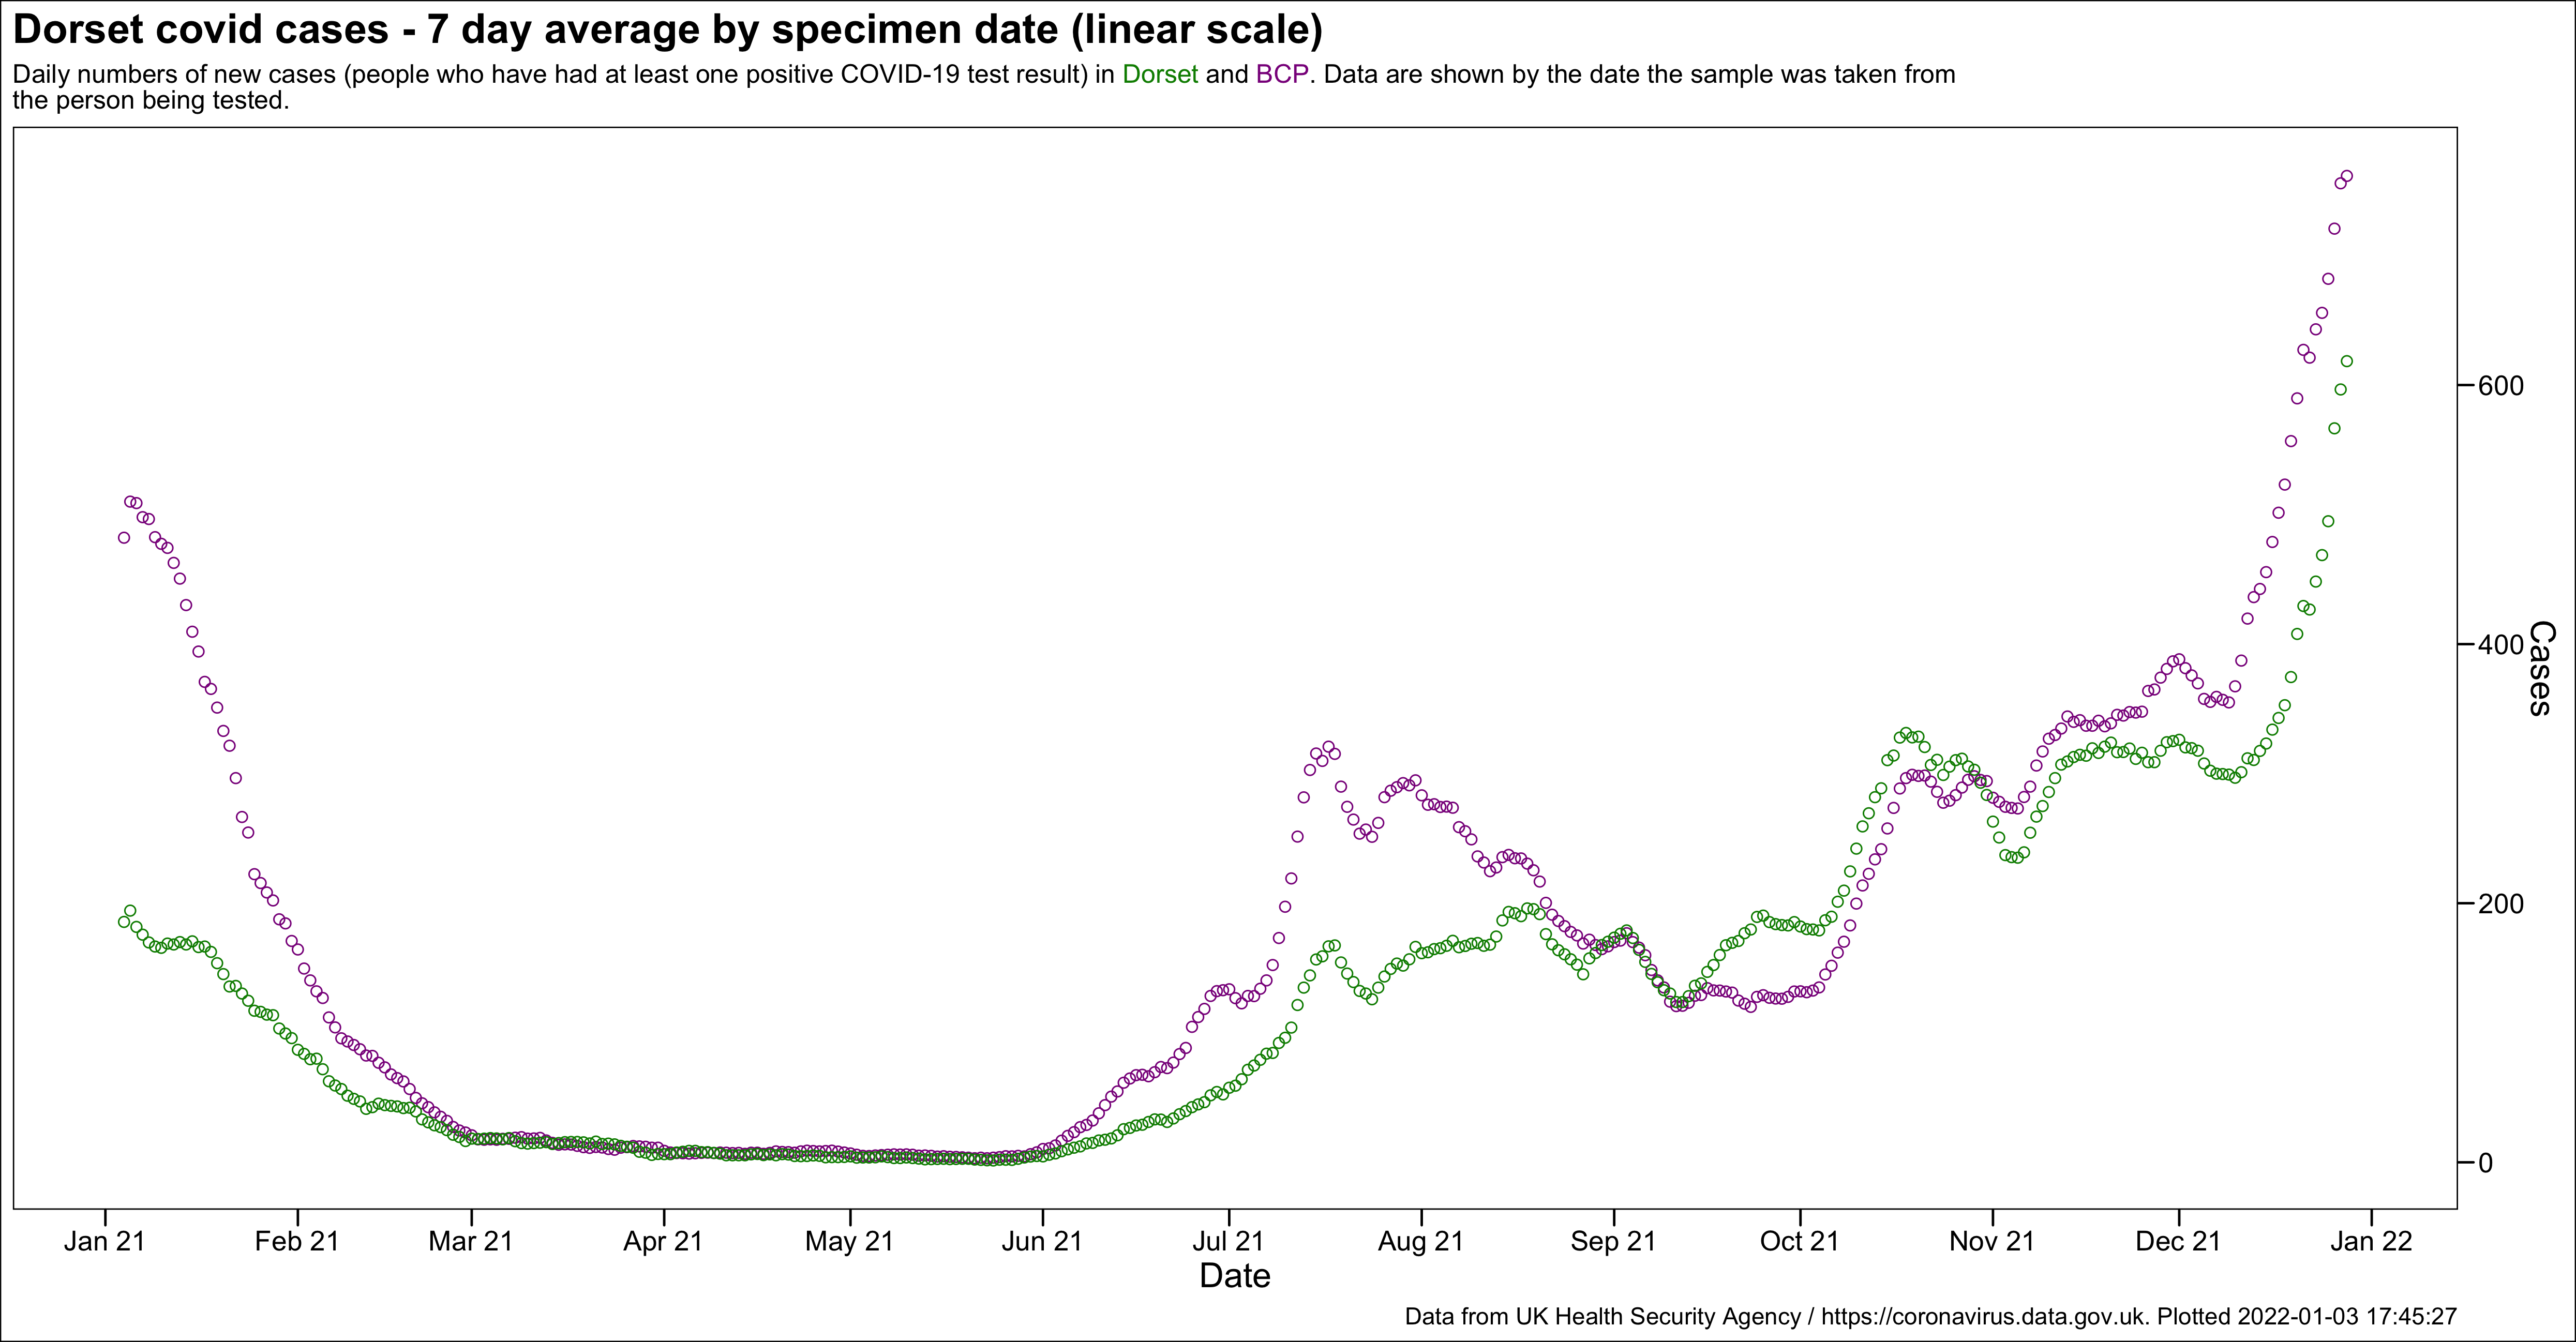 Dorset covid cases - 7 day average by specimen date (linear scale)
Daily numbers of new cases (people who have had at least one positive COVID-19 test result) in Dorset and BCP. Data are shown by the date the sample was taken from
the person being tested.
600
400
200
0
Cases
Jan 21 Feb 21 Mar 21 Apr 21 May 21 Jun 21 Jul 21 Aug 21 Sep 21 Oct 21 Nov 21 Dec 21 Jan 22
Date
Data from UK Health Security Agency / https://coronavirus.data.gov.uk. Plotted 2022-01-03 17:45:27